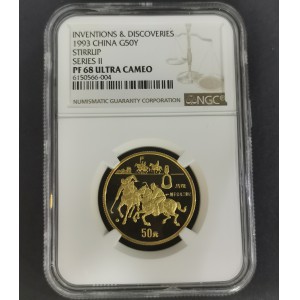 INVENTIONS & DISCOVERIES
1993 CHINA G50Y
STIRRUP
SERIES II
PF 68 ULTRA CAMEO
6150566-004
NUMISMATIC GUARANTY CORPORATION
NGC
50元